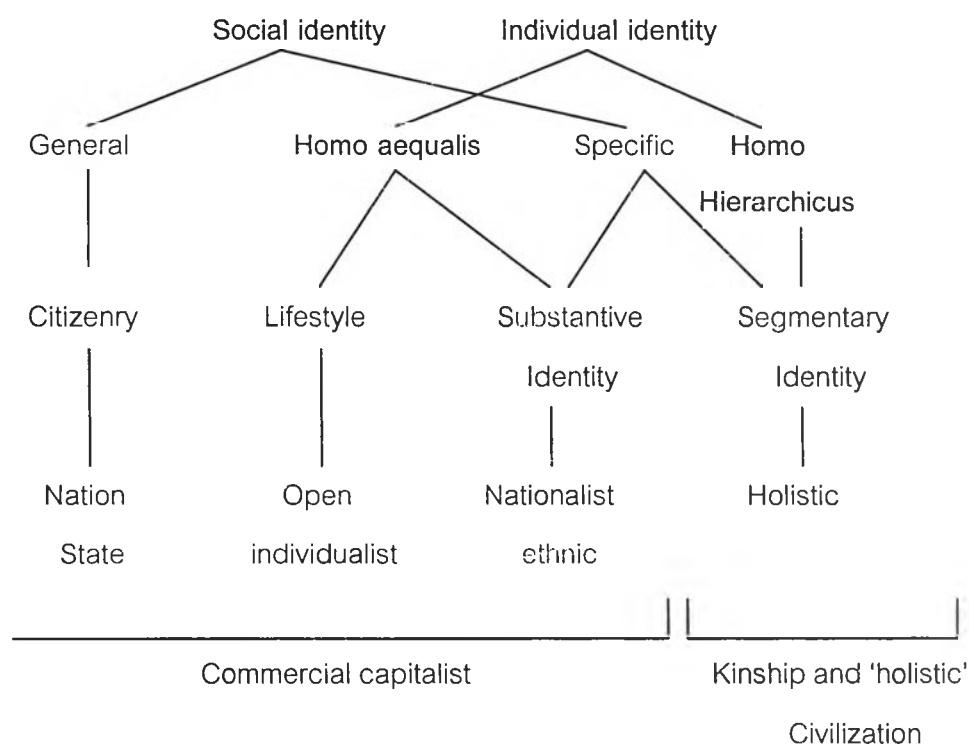 Social identity Individual identity
General Homo aequalis Specific Homo
Hierarchicus
Citizenry Lifestyle Substantive Segmentary
Identity Identity
Nation Open Nationalist Holistic
State individualist ethnic
Commercial capitalist Kinship and ‘holistic’
Civilization